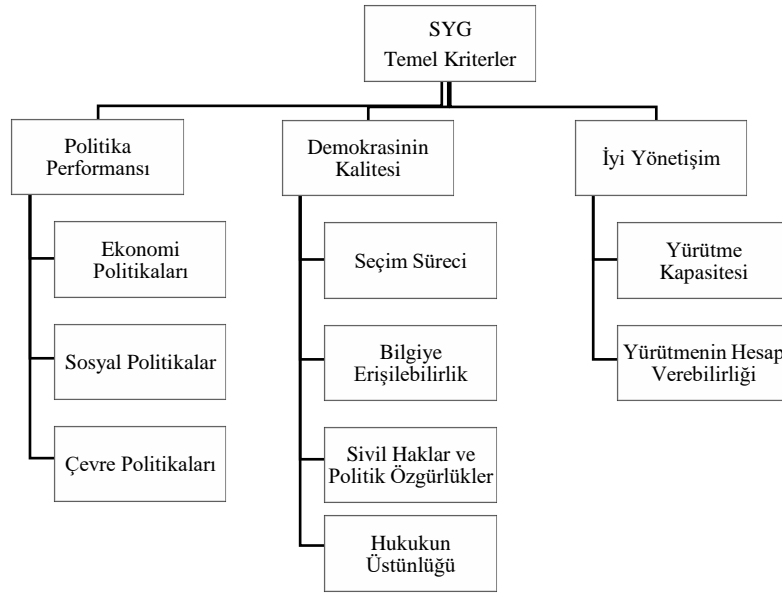 SYG
Temel Kriterler
Politika
Performansı
Ekonomi
Politikaları
Sosyal Politikalar
Çevre Politikaları
Demokrasinin
Kalitesi
Seçim Süreci
Bilgiye
Erişilebilirlik
Sivil Haklar ve
Politik Özgürlükler
Hukukun
Üstünlüğü
İyi Yönetişim
Yürütme
Kapasitesi
Yürütmenin Hesap
Verebilirliği